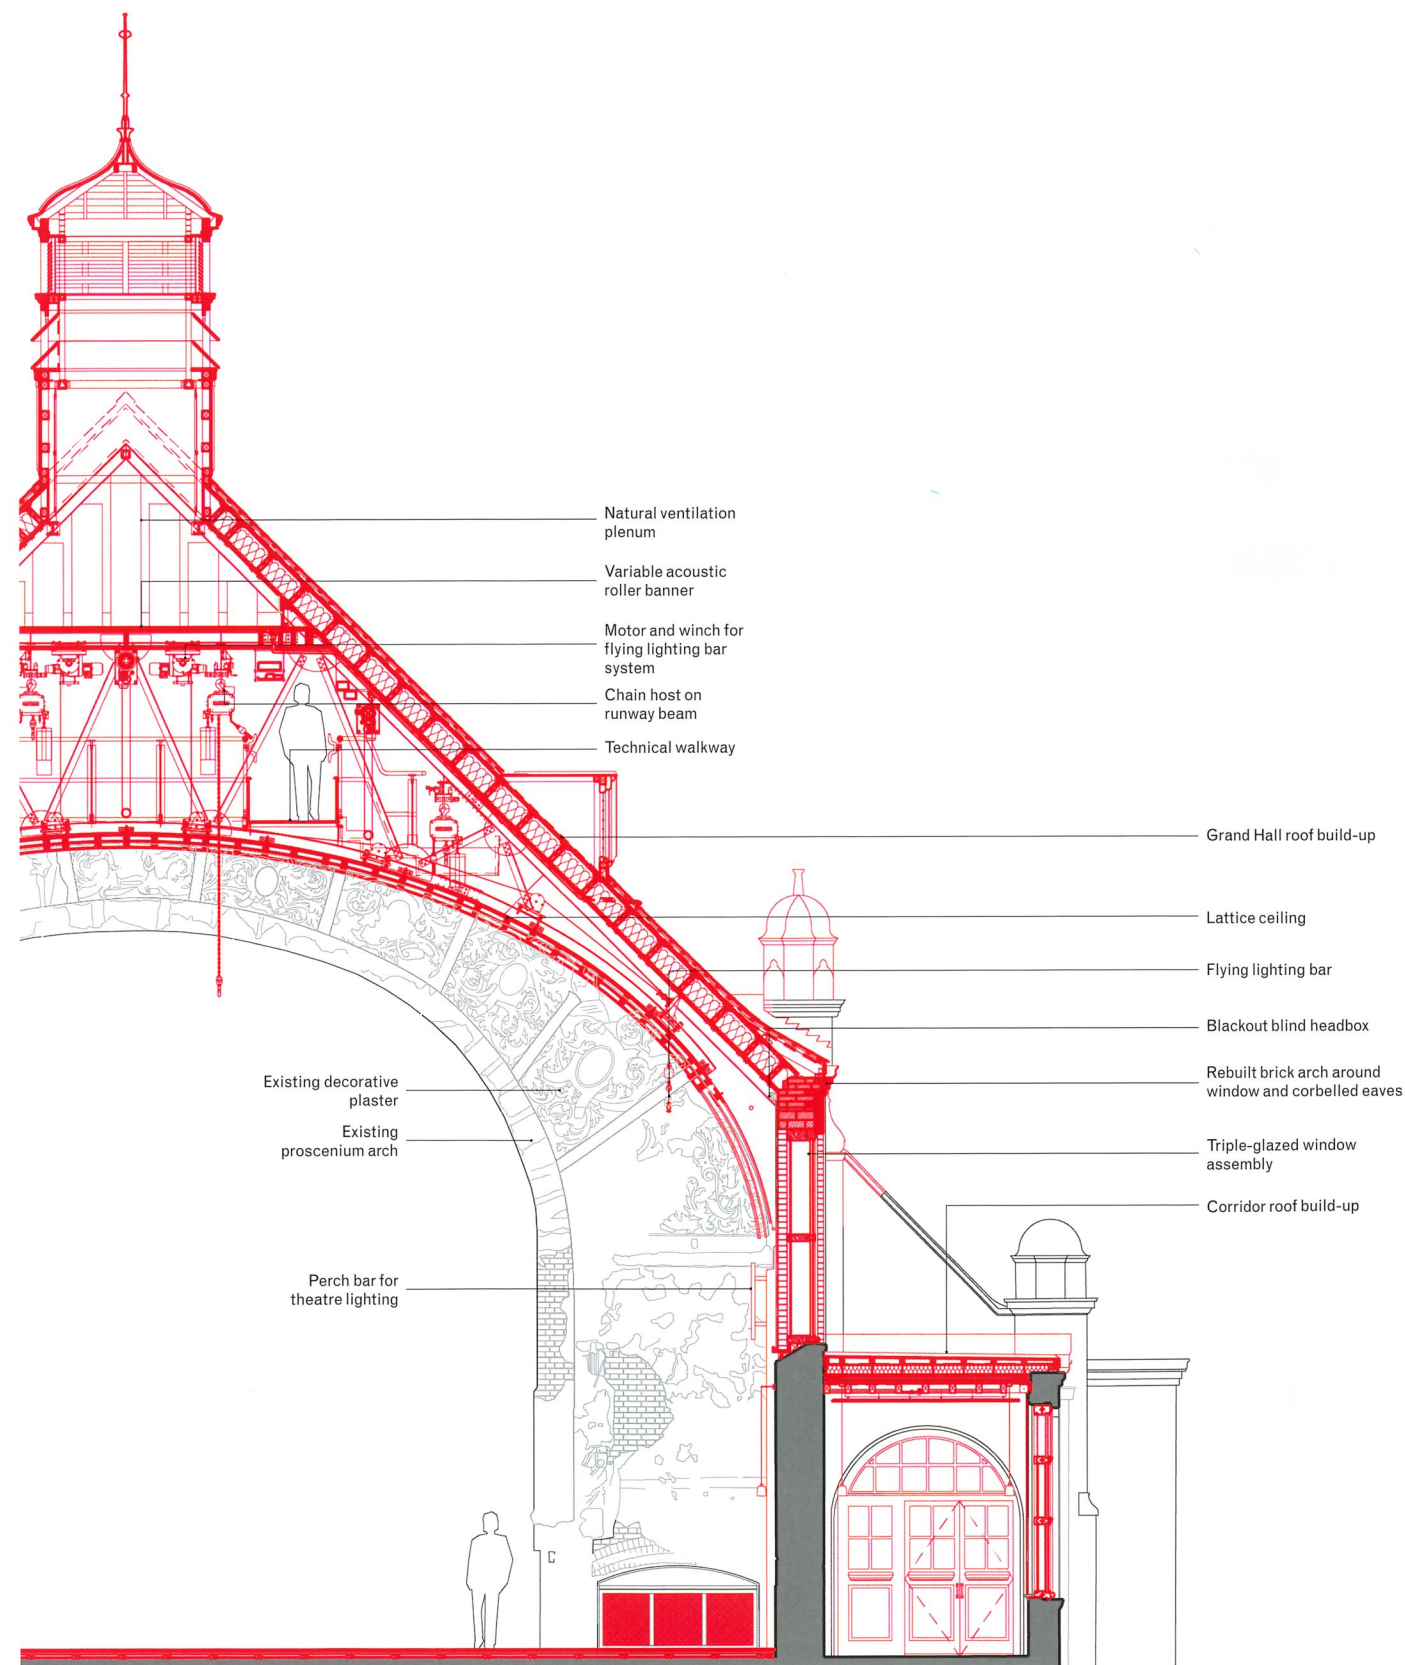 Natural ventilation
plenum
Variable acoustic
roller banner
Motor and winch for
flying lighting bar
system
Chain host on
runway beam
Technical walkway
Grand Hall roof build-up
Lattice ceiling
Flying lighting bar
Blackout blind headbox
Rebuilt brick arch around
window and corbelled eaves
Triple-glazed window
assembly
Corridor roof build-up
Existing decorative
plaster
Existing
proscenium arch
Perch bar for
theatre lighting